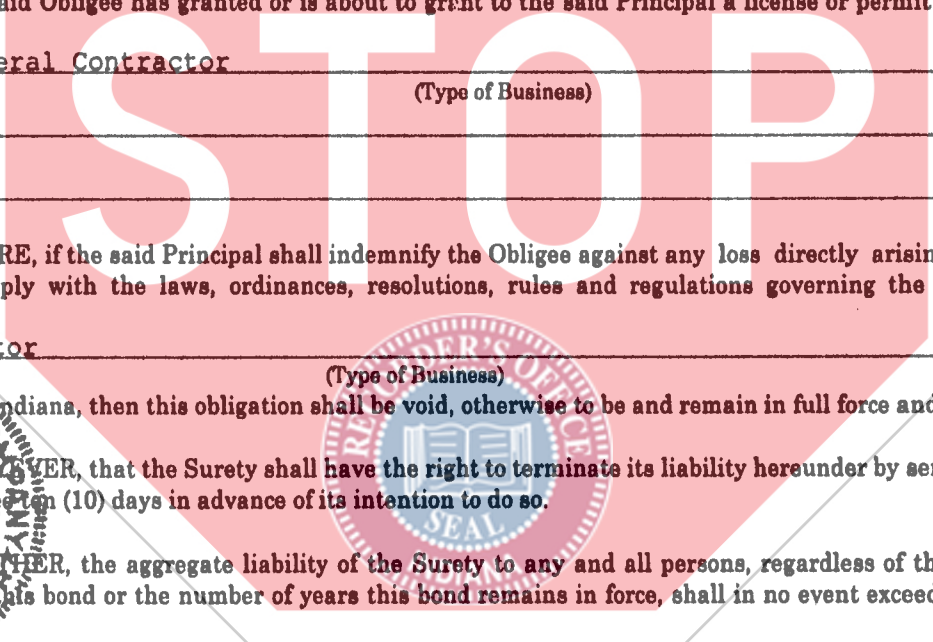 aid Obligee has granted or is about to grant to the said Principal a license or permit
eral Contractor
(Type of Business)
RE, if the said Principal shall indemnify the Obligee against any loss directly arisin
ply with the laws, ordinances, resolutions, rules and regulations governing the
tor
(Type of Business)
ndiana, then this obligation shall be void, otherwise to be and remain in full force and
EVER, that the Surety shall have the right to terminate its liability hereunder by ser
ten (10) days in advance of its intention to do so.
THER, the aggregate liability of the Surety to any and all persons, regardless of th
his bond or the number of years this bond remains in force, shall in no event exceed
STOP
RECORDER'S OFFICE
SEAL
INDIANA